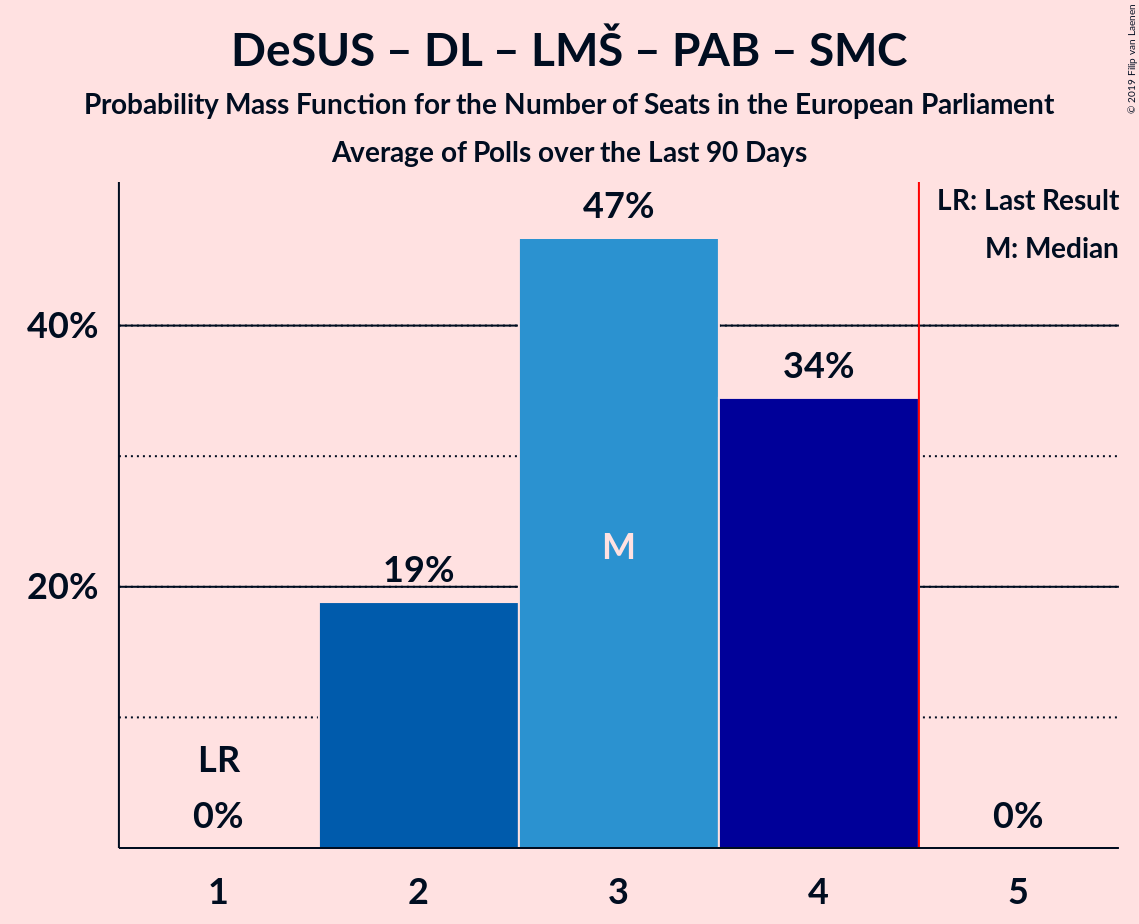 DeSUS – DL – LMŠ – PAB – SMC
Probability Mass Function for the Number of Seats in the European Parliament
Average of Polls over the Last 90 Days
© 2019 Filip van Laenen
LR: Last Result
M: Median
47%
40%
34%
M
19%
20%
LR
0%
0%
1 2 3 4 5